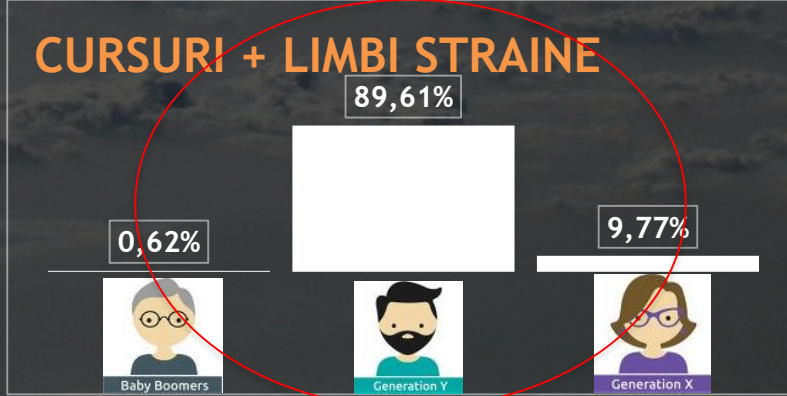 CURSURI + LIMBI STRAINE
89,61%
0,62%
9,77%
Baby Boomers
Generation Y
Generation X